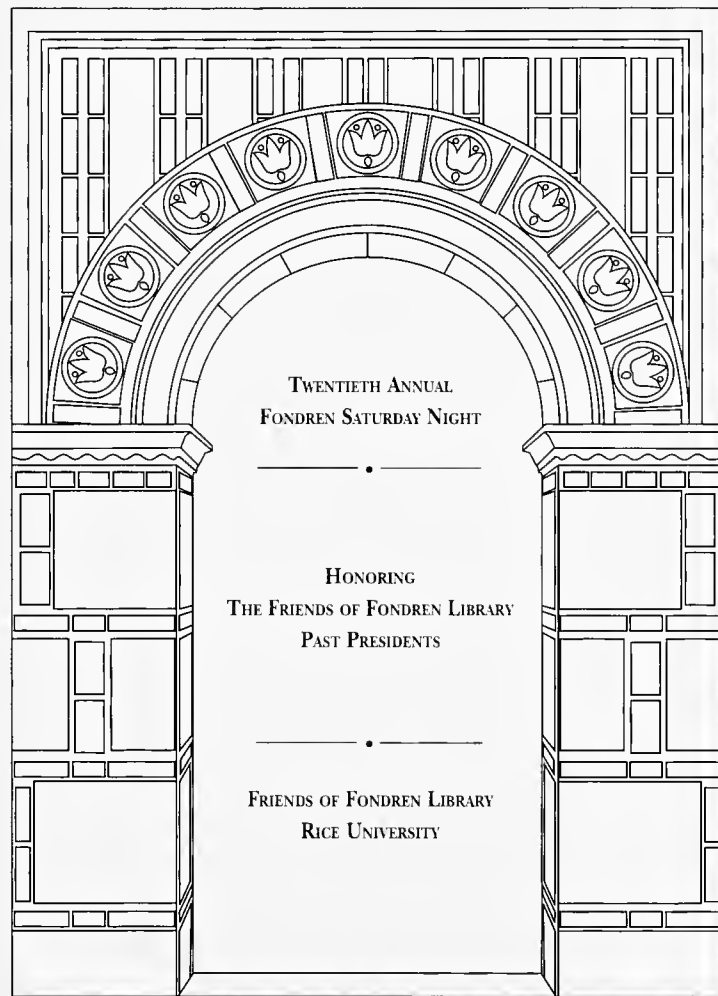 Twentieth Annual
Fondren Saturday Night
Honoring
The Friends of Fondren Library
Past Presidents
Friends of Fondren Library
Rice University